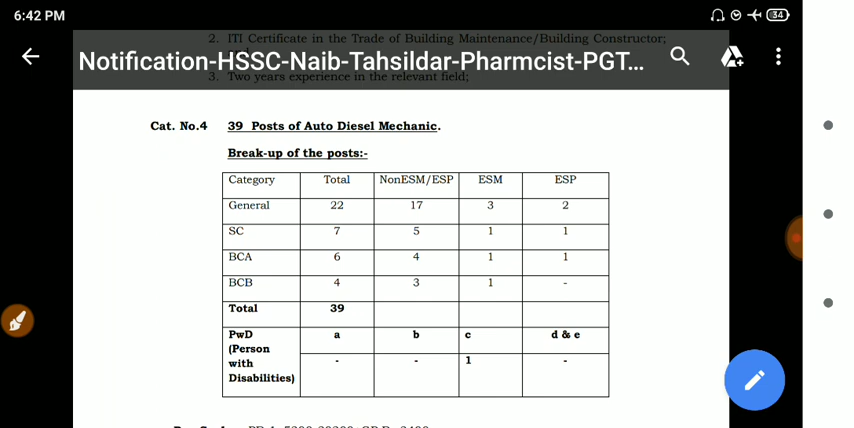 6:42 PM
34
2. ITI Certificate in the Trade of Building Maintenance/Building Constructor;
Notification-HSSC-Naib-Tahsildar-Pharmcist-PGT...
3. Two years experience in the relevant field;
Cat. No.4 39 Posts of Auto Diesel Mechanic.
Break-up of the posts:-
Category Total NonESM/ESP ESM ESP
General 22 17 3 2
SC 7 5 1 1
BCA 6 4 1 1
BCB 4 3 1 -
Total 39
PwD a b c d & e
(Person
with - - 1 -
Disabilities)